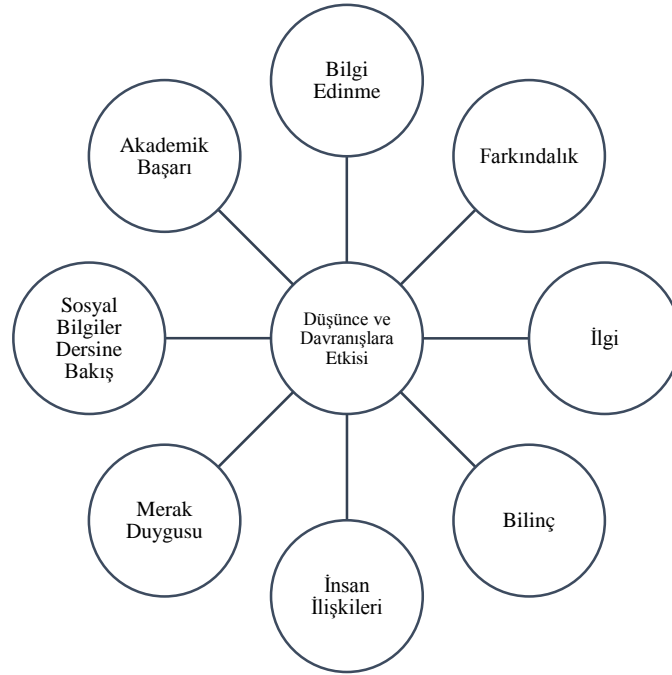 Bilgi
Edinme
Farkındalık
İlgi
Bilinç
İnsan
İlişkileri
Merak
Duygusu
Sosyal
Bilgiler
Dersine
Bakış
Akademik
Başarı
Düşünce ve
Davranışlara
Etkisi